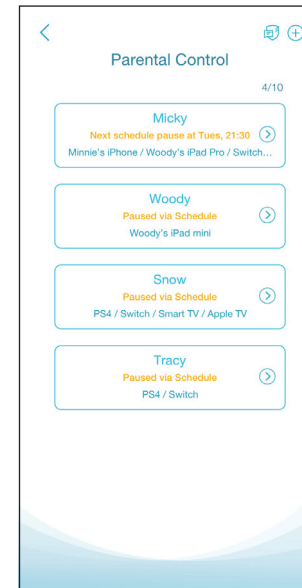 Parental Control
4/10
Micky
Next schedule pause at Tues, 21:30
Minnie's iPhone / Woody's iPad Pro / Switch...
Woody
Paused via Schedule
Woody's iPad mini
Snow
Paused via Schedule
PS4 / Switch / Smart TV / Apple TV
Tracy
Paused via Schedule
PS4 / Switch